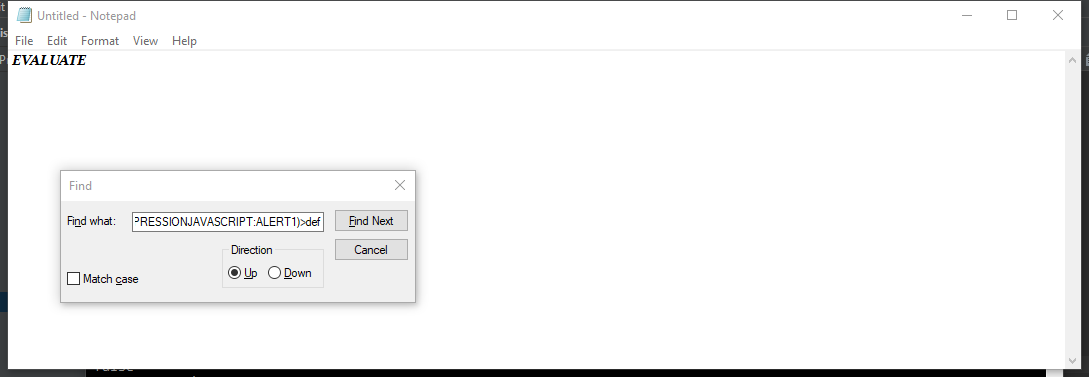 Untitled - Notepad
File Edit Format View Help
EVALUATE
Find
Find what: PRESSIONJAVASCRIPT:ALERT1)>def Find Next
Direction Cancel
Up Down
Match case